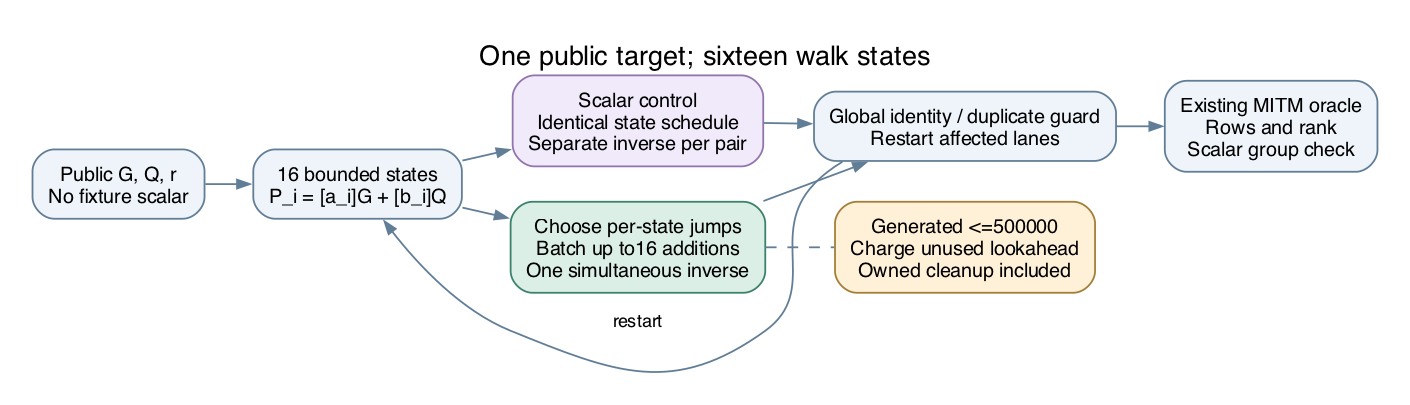 One public target; sixteen walk states
Public G, Q, r
No fixture scalar
16 bounded states
P_i = [a_i]G + [b_i]Q
Scalar control
Identical state schedule
Separate inverse per pair
Choose per-state jumps
Batch up to16 additions
One simultaneous inverse
Global identity / duplicate guard
Restart affected lanes
Generated <=500000
Charge unused lookahead
Owned cleanup included
Existing MITM oracle
Rows and rank
Scalar group check
restart